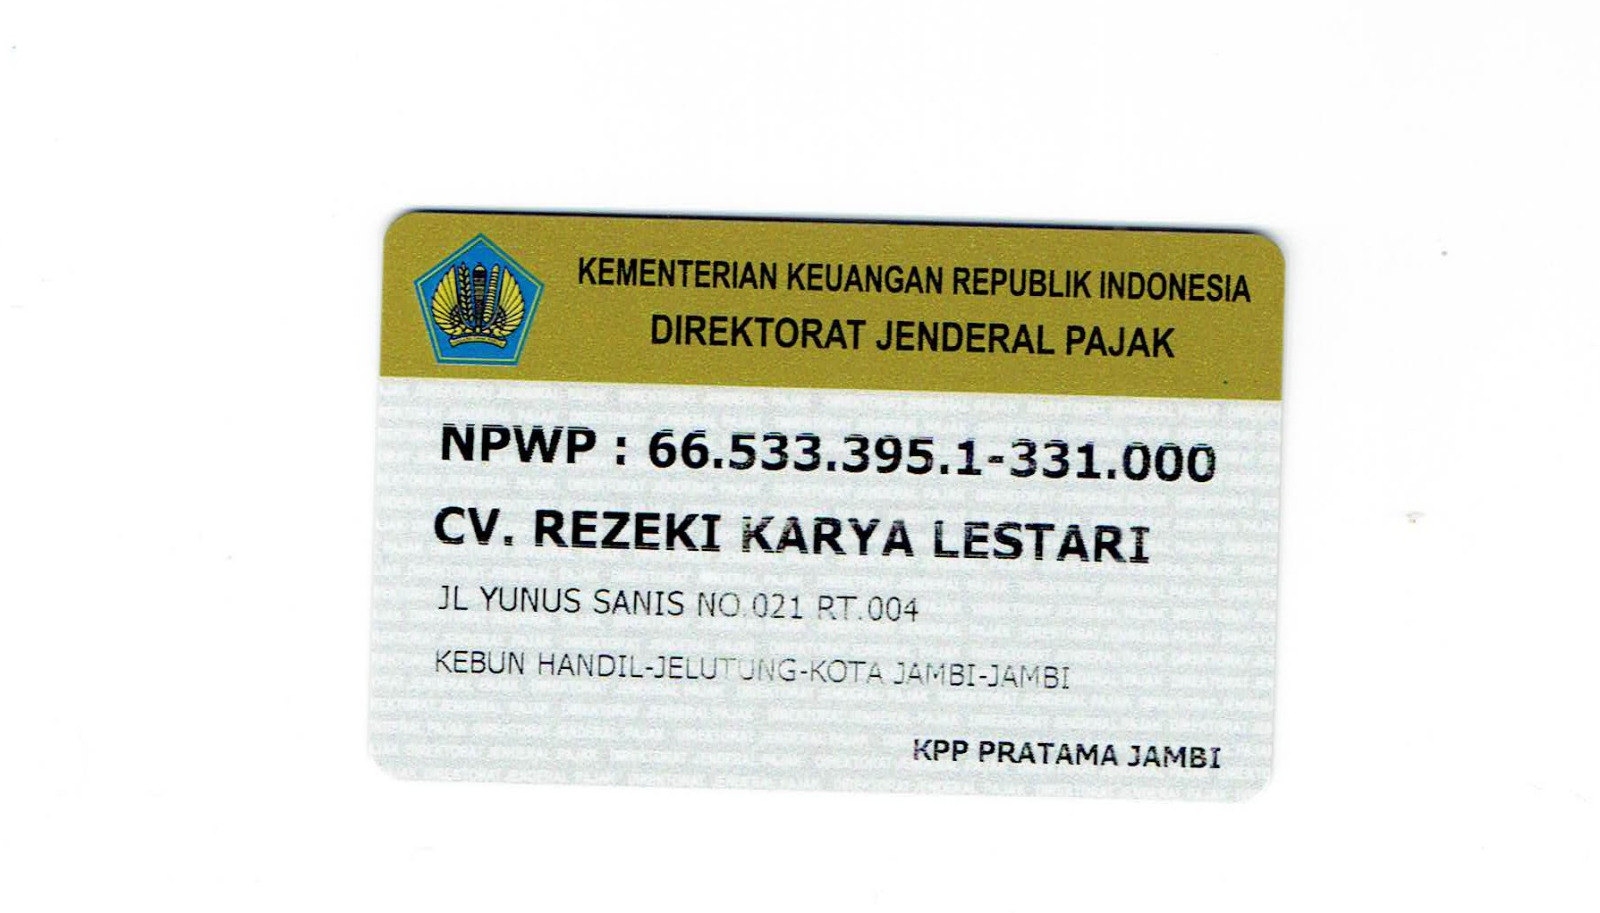 KEMENTERIAN KEUANGAN REPUBLIK INDONESIA
DIREKTORAT JENDERAL PAJAK
NPWP : 66.533.395.1-331.000
CV. REZEKI KARYA LESTARI
JL YUNUS SANIS NO.021 RT.004
KEBUN HANDIL-JELUTUNG-KOTA JAMBI-JAMBI
KPP PRATAMA JAMBI